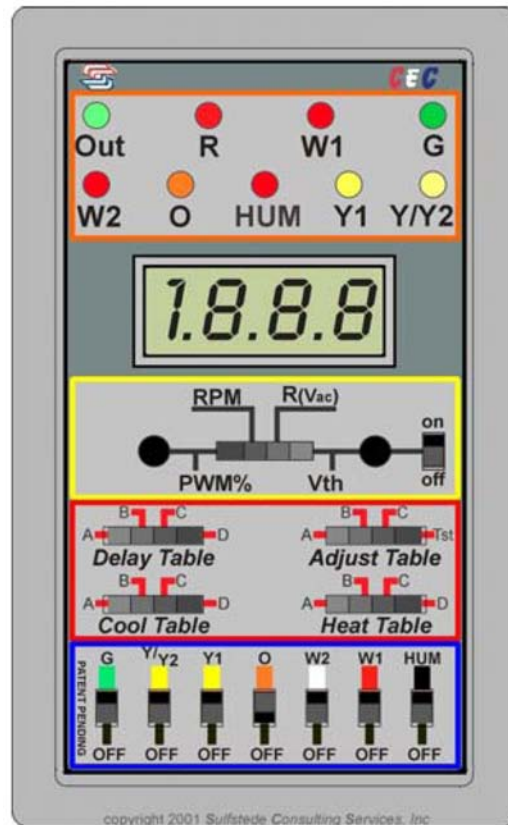 CEC
Out R W1 G
W2 O HUM Y1 Y/Y2
1.8.8.8
RPM R(Vac)
on
PWM% Vth off
B C B C
A D A Tst
Delay Table Adjust Table
B C B C
A D A D
Cool Table Heat Table
G Y/Y2 Y1 O W2 W1 HUM
PATENT PENDING
OFF OFF OFF OFF OFF OFF OFF
copyright 2001 Sulfstede Consulting Services, Inc